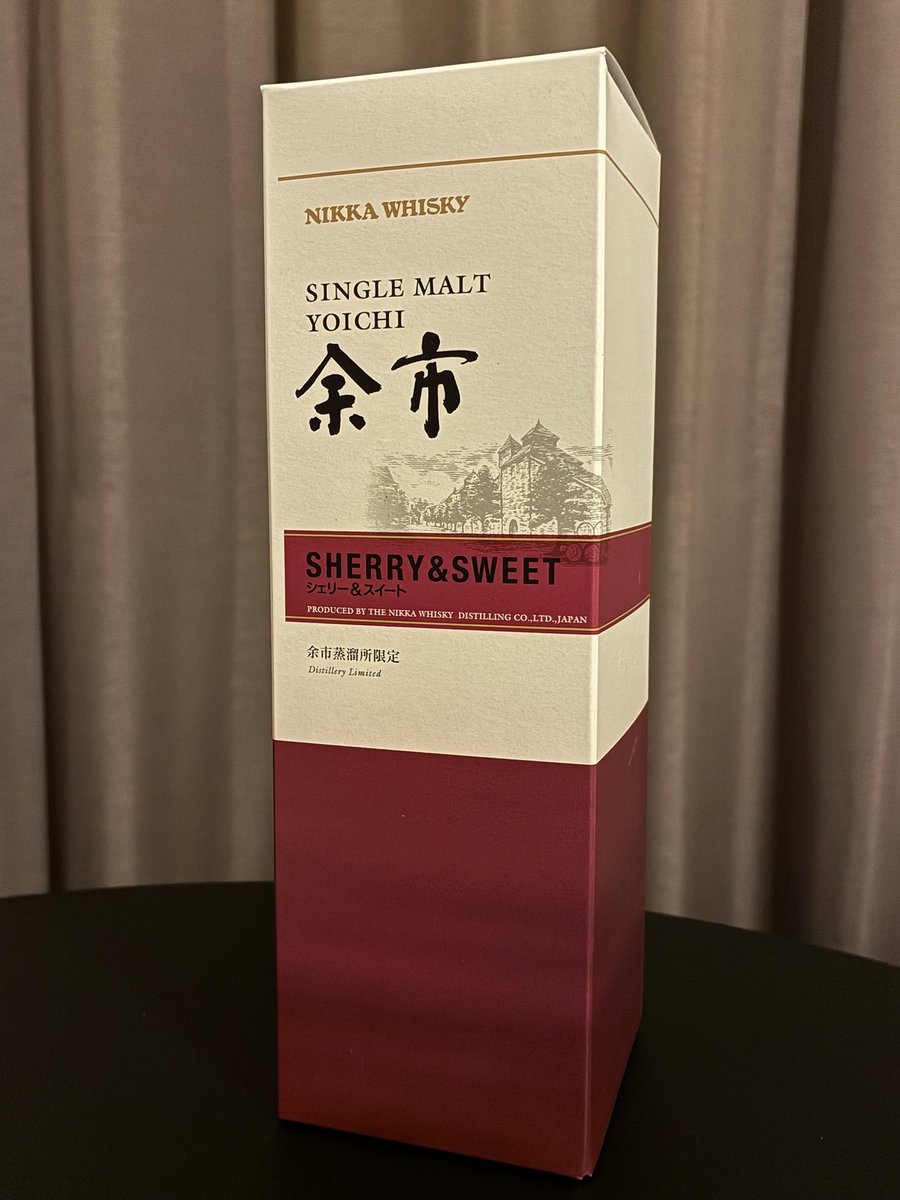 NIKKA WHISKY
SINGLE MALT
YOICHI
余市
SHERRY&SWEET
シェリー&スイート
PRODUCED BY THE NIKKA WHISKY DISTILLING CO.,LTD.,JAPAN
余市蒸溜所限定
Distillery Limited